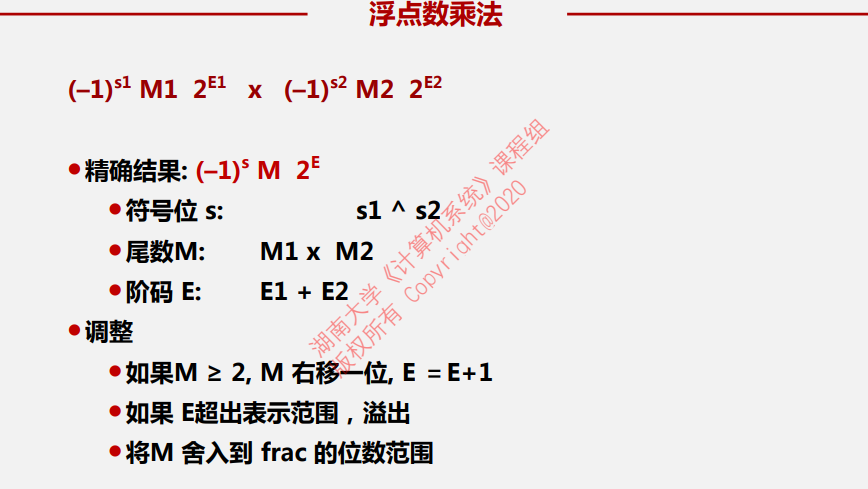 浮点数乘法
(–1)^s1 M1 2^E1 x (–1)^s2 M2 2^E2
•精确结果: (–1)^s M 2^E
•符号位 s: s1 ^ s2
•尾数M: M1 x M2
•阶码 E: E1 + E2
•调整
•如果M ≥ 2, M 右移一位, E = E+1
•如果 E超出表示范围，溢出
•将M 舍入到 frac 的位数范围
湖南大学《计算机系统》课程组
版权所有 Copyright@2020